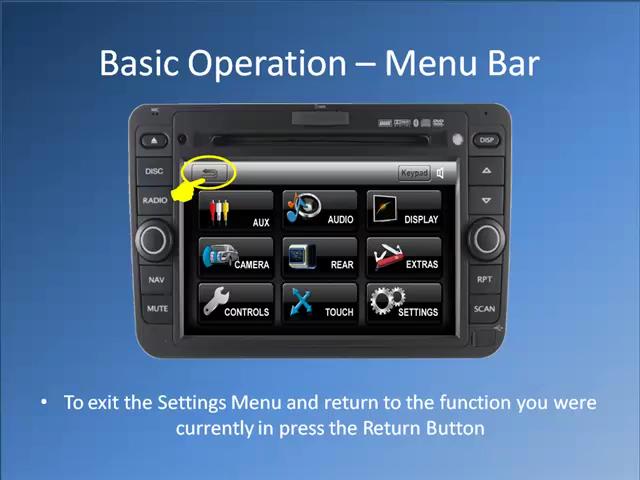 Basic Operation – Menu Bar
DISP
DISC
Keypad
RADIO
AUX
AUDIO
DISPLAY
CAMERA
REAR
EXTRAS
NAV
RPT
MUTE
CONTROLS
TOUCH
SETTINGS
SCAN
• To exit the Settings Menu and return to the function you were
currently in press the Return Button